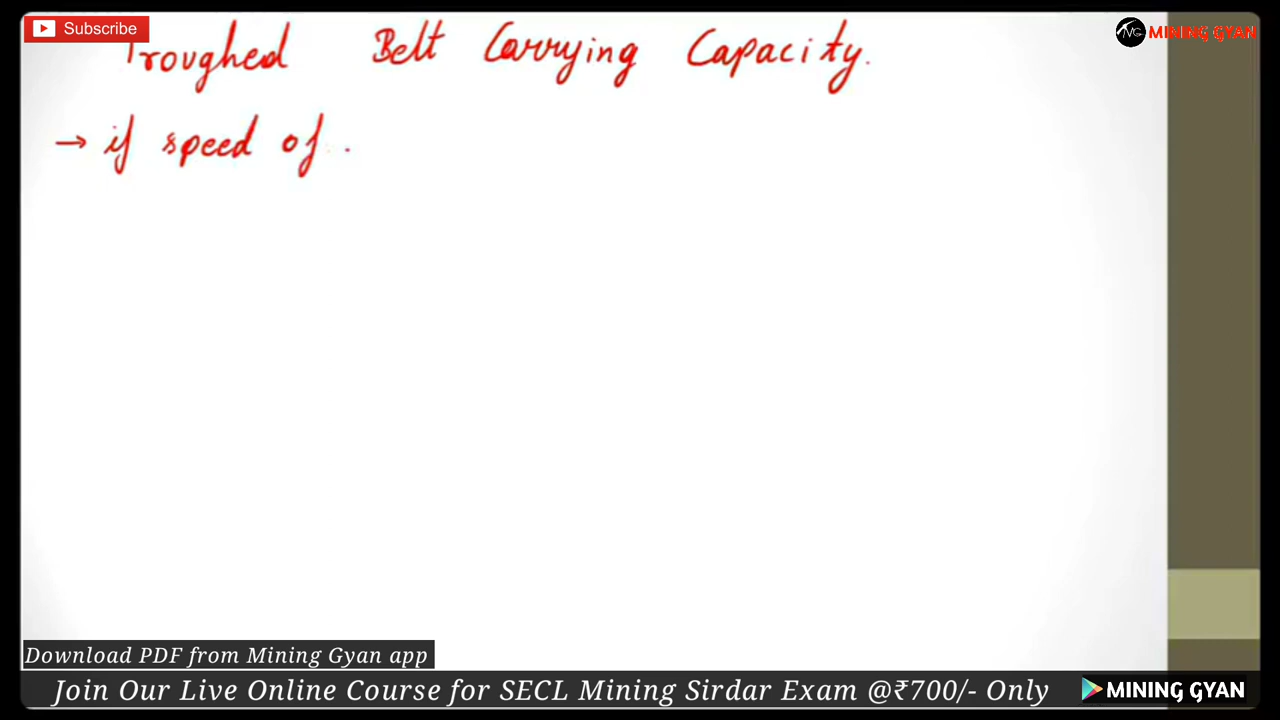 Subscribe
MINING GYAN
Troughed Belt Carrying Capacity.
→ if speed of
Download PDF from Mining Gyan app
Join Our Live Online Course for SECL Mining Sirdar Exam @₹700/- Only
MINING GYAN